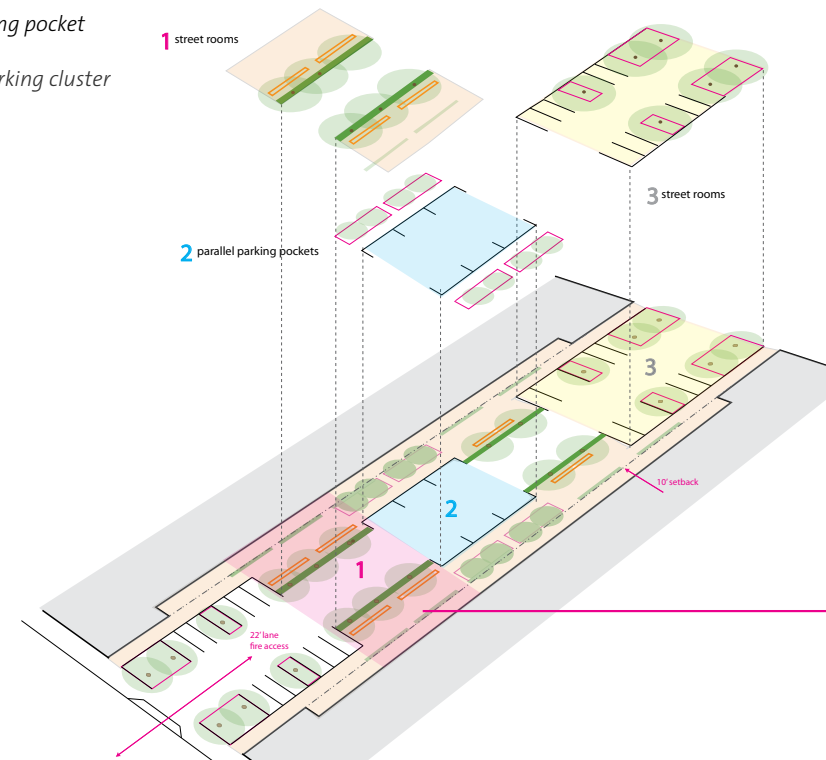 ng pocket
rking cluster
1 street rooms
3 street rooms
2 parallel parking pockets
3
10' setback
2
1
22' lane
fire access